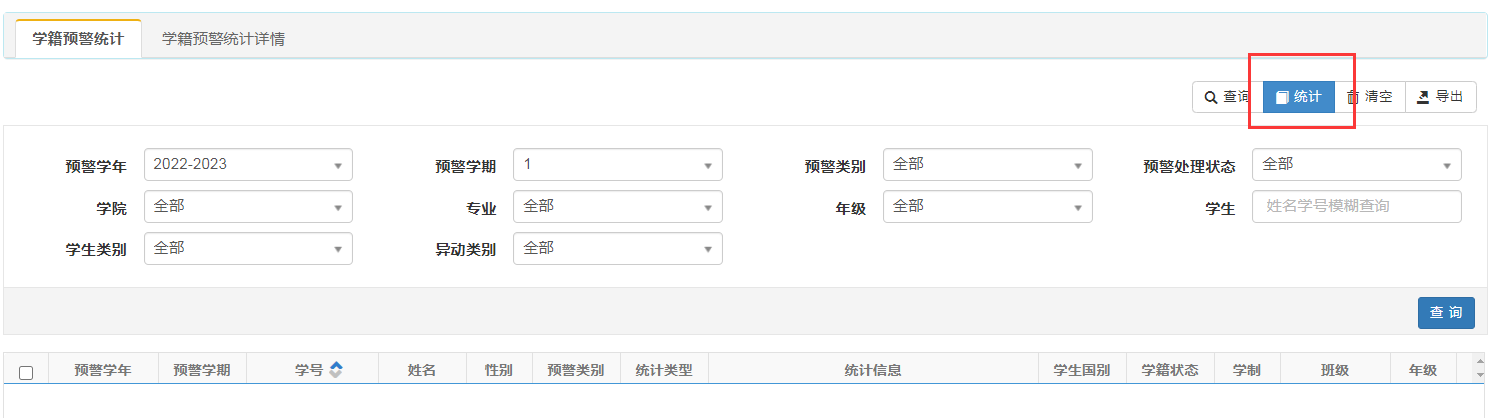 学籍预警统计 学籍预警统计详情
查询 统计 清空 导出
预警学年 2022-2023 预警学期 1 预警类别 全部 预警处理状态 全部
学院 全部 专业 全部 年级 全部 学生 姓名学号模糊查询
学生类别 全部 异动类别 全部
查 询
预警学年 预警学期 学号 姓名 性别 预警类别 统计类型 统计信息 学生国别 学籍状态 学制 班级 年级